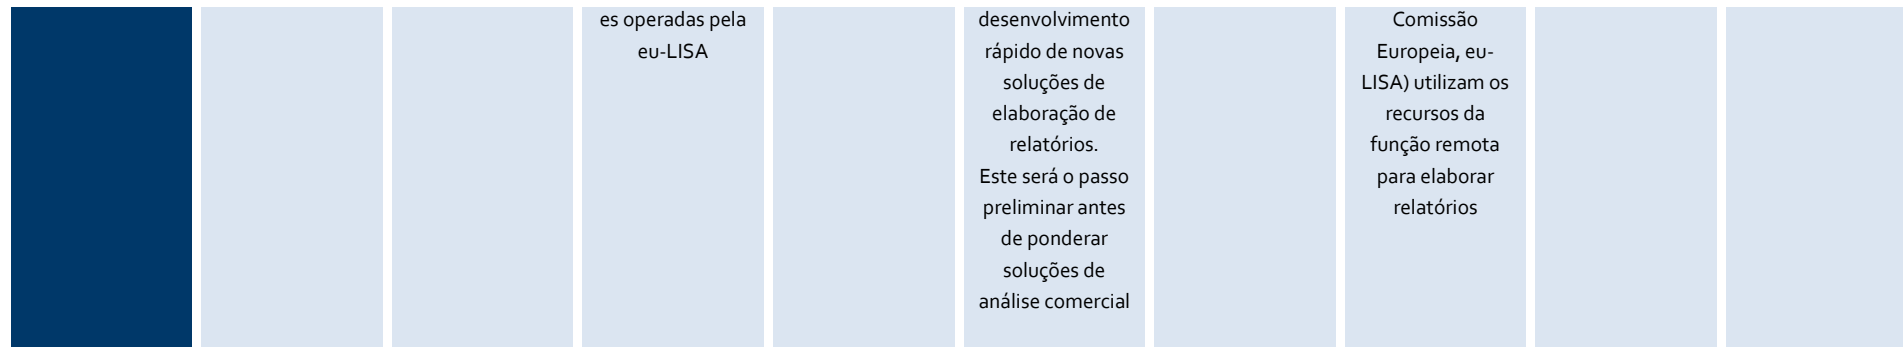 es operadas pela
eu-LISA
desenvolvimento
rápido de novas
soluções de
elaboração de
relatórios.
Este será o passo
preliminar antes
de ponderar
soluções de
análise comercial
Comissão
Europeia, eu-
LISA) utilizam os
recursos da
função remota
para elaborar
relatórios